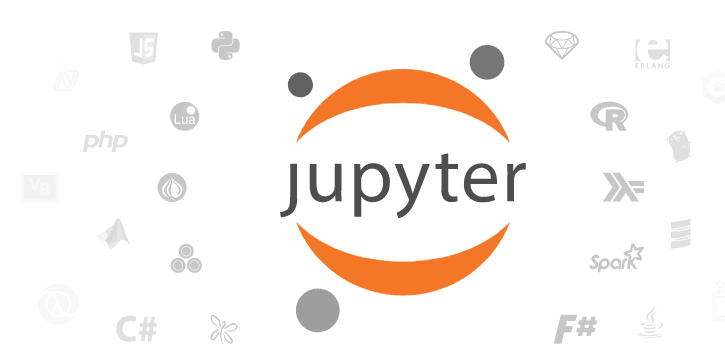 JS
ERLANG
Lua
R
php
jupyter
VB
Spark
C#
F#